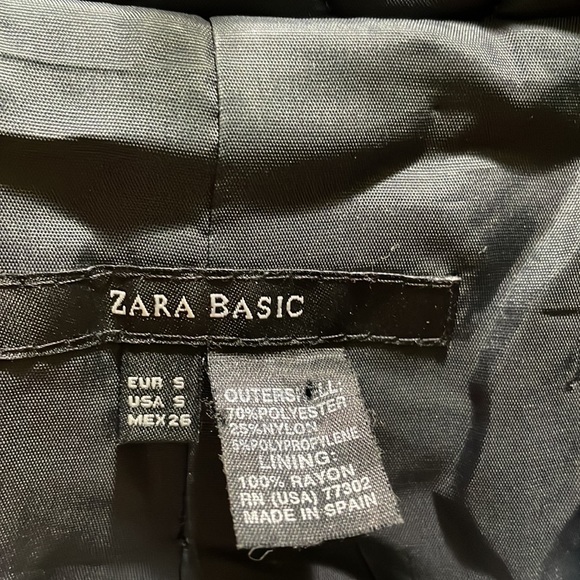 ZARA BASIC
EUR S
USA S
MEX 26
OUTERSHELL:
70%POLYESTER
25%NYLON
5%POLYPROPYLENE
LINING:
100% RAYON
RN (USA) 77302
MADE IN SPAIN